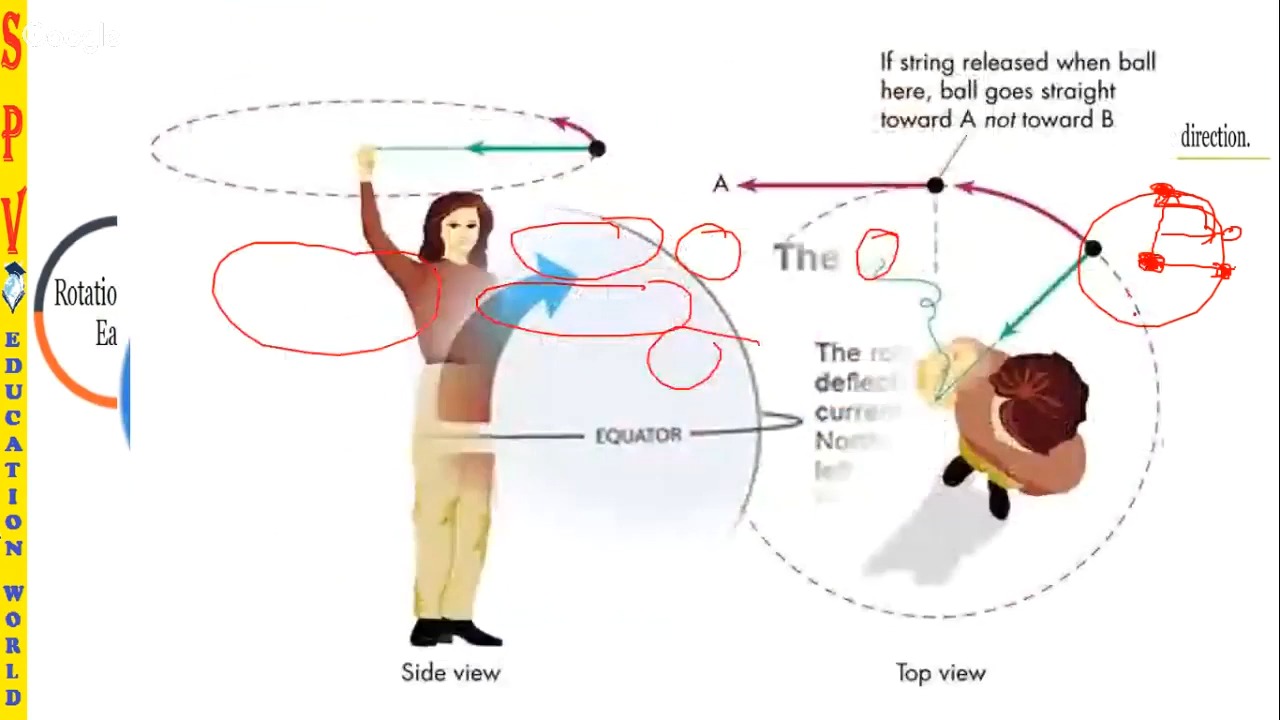 S P V
EDUCATION
WORLD
Google
Rotatio
Ea
If string released when ball
here, ball goes straight
toward A not toward B
direction.
A
The
The
deflec
curren
EQUATOR
Side view
Top view